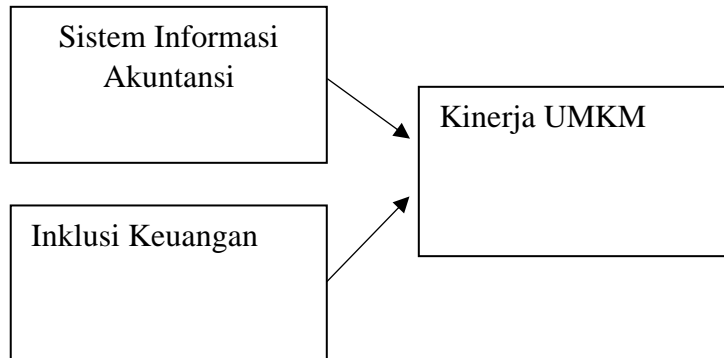 Sistem Informasi
Akuntansi
Kinerja UMKM
Inklusi Keuangan